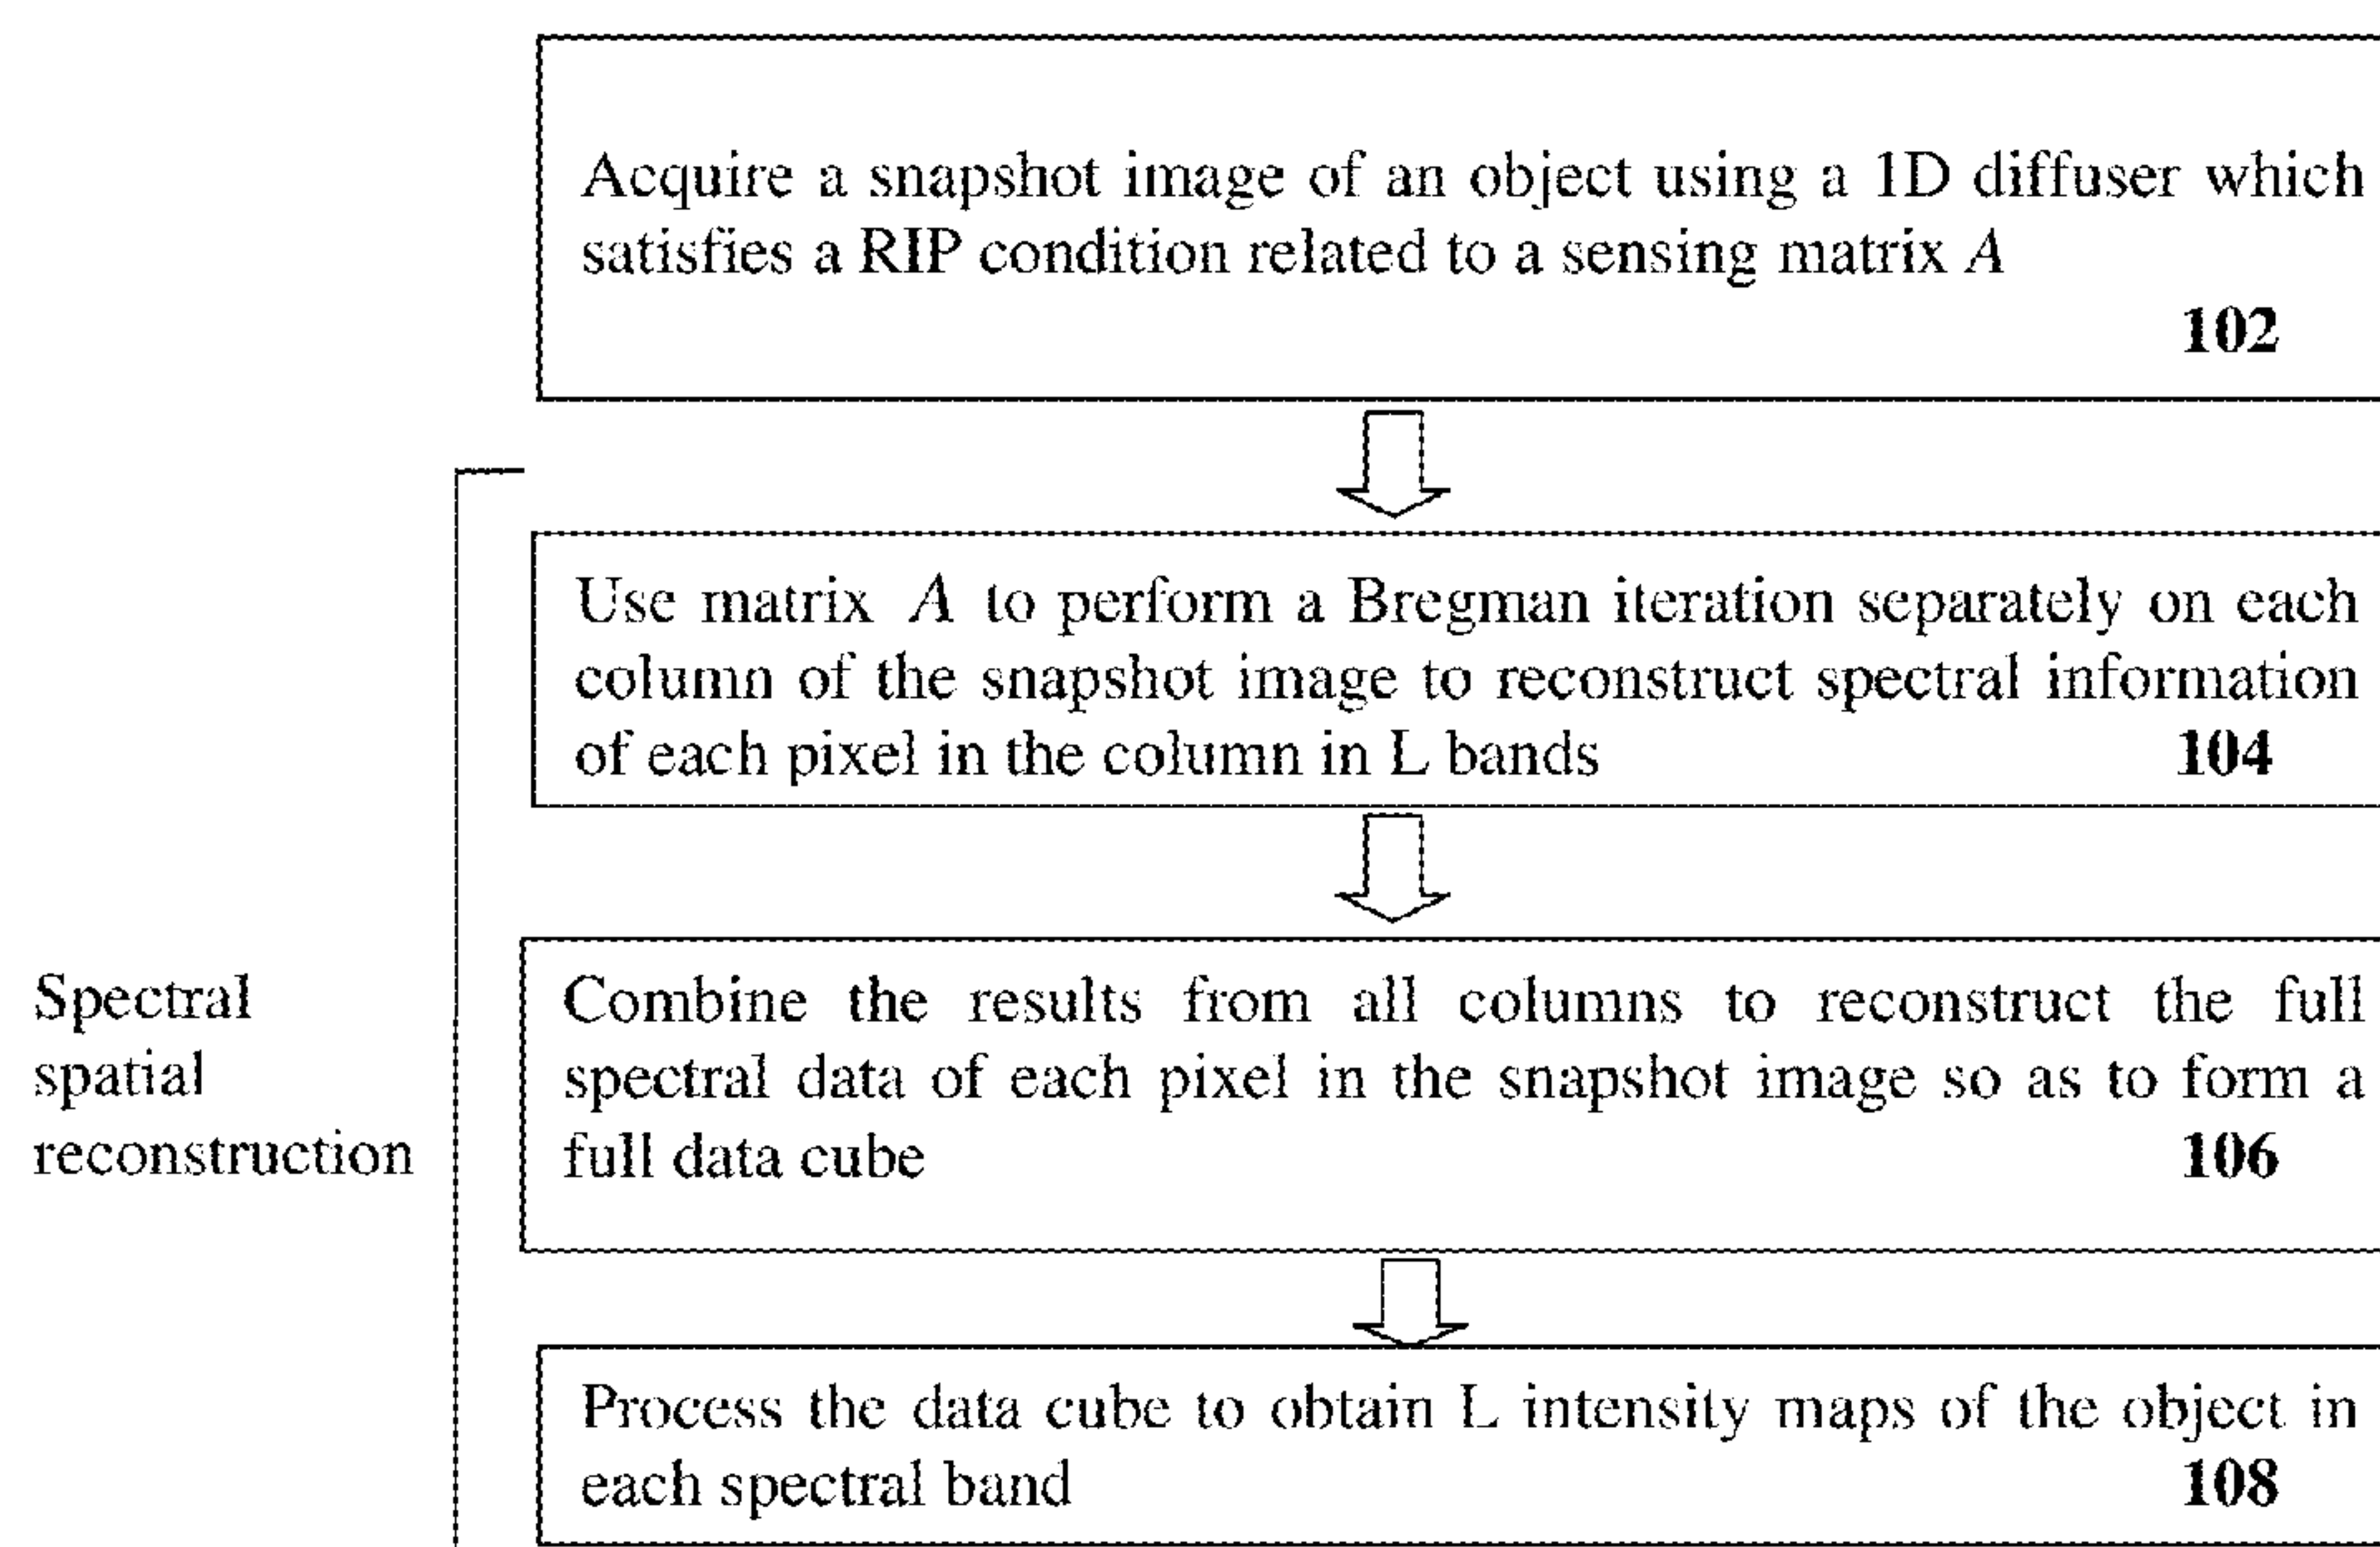 Acquire a snapshot image of an object using a 1D diffuser which
satisfies a RIP condition related to a sensing matrix A
102
Use matrix A to perform a Bregman iteration separately on each
column of the snapshot image to reconstruct spectral information
of each pixel in the column in L bands 104
Spectral
spatial
reconstruction
Combine the results from all columns to reconstruct the full
spectral data of each pixel in the snapshot image so as to form a
full data cube 106
Process the data cube to obtain L intensity maps of the object in
each spectral band 108